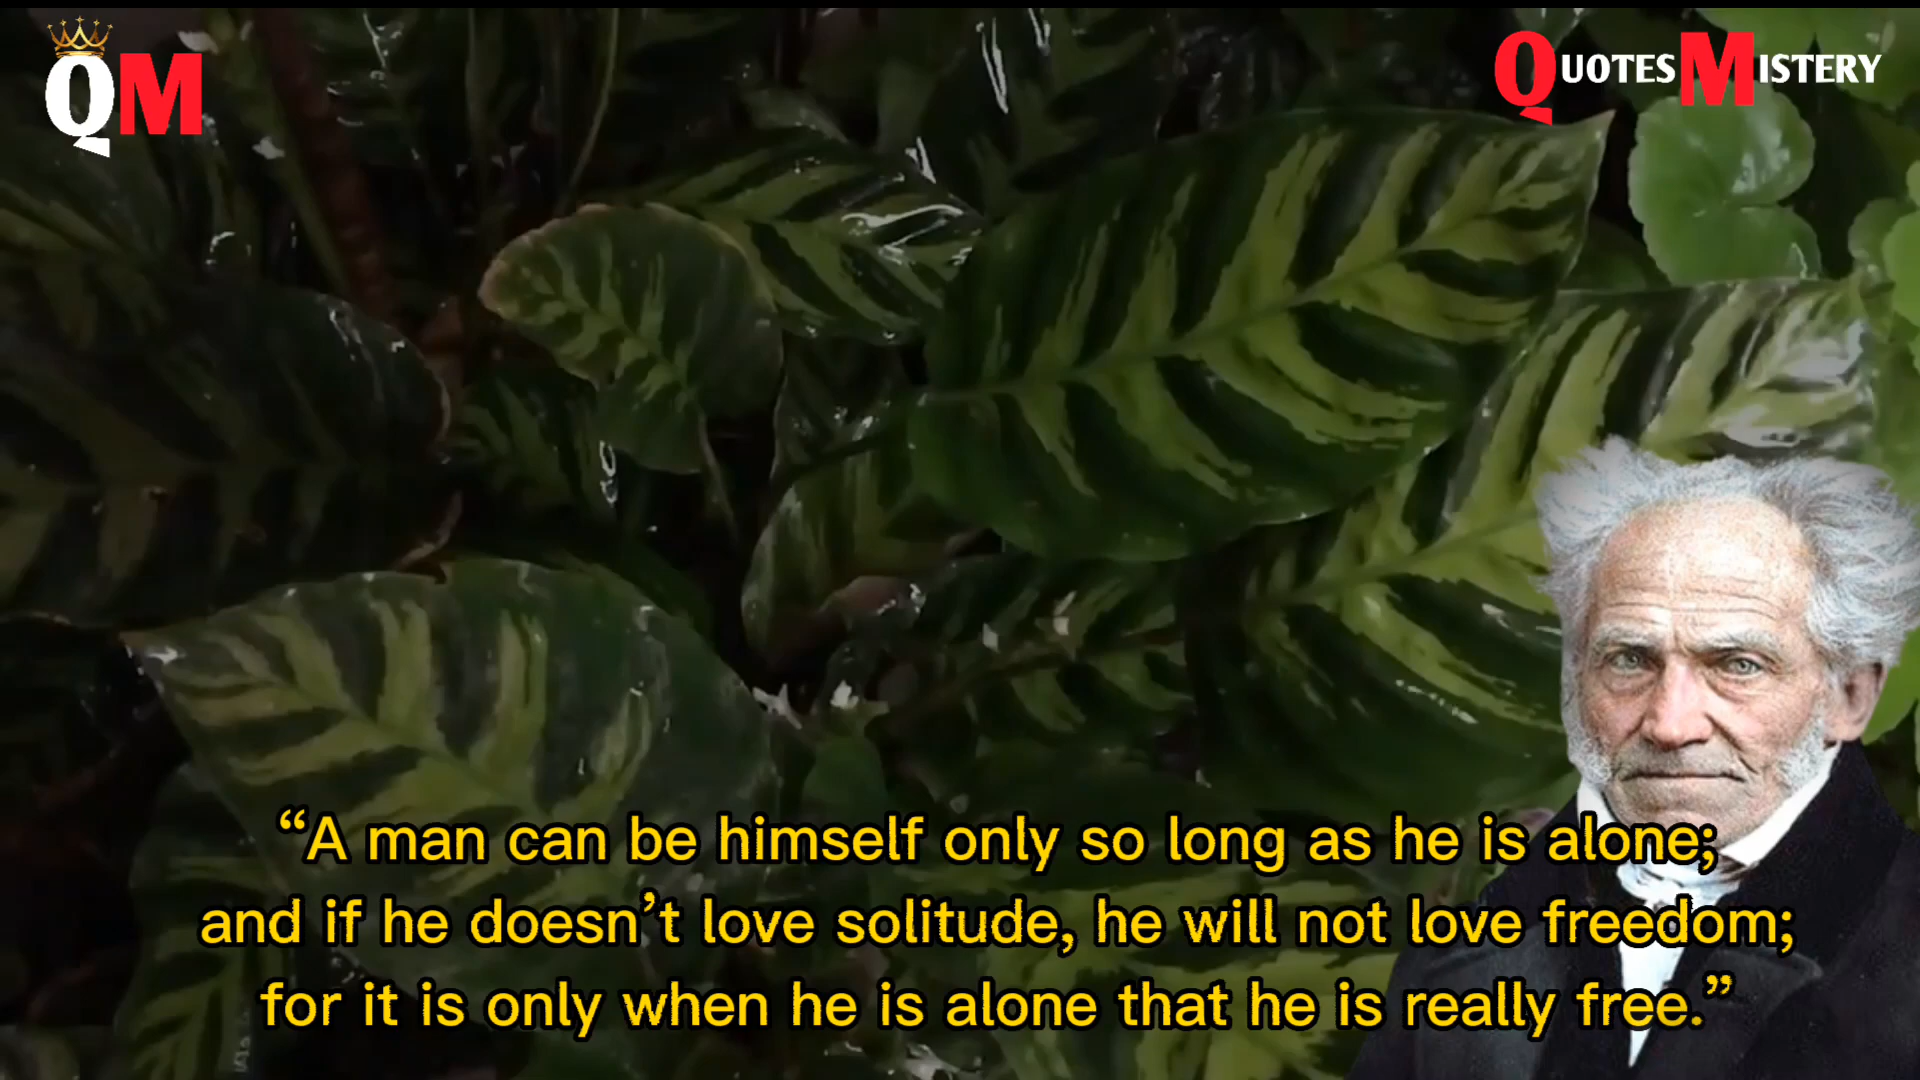 QM
QUOTES MISTERY
“A man can be himself only so long as he is alone;
and if he doesn’t love solitude, he will not love freedom;
for it is only when he is alone that he is really free.”